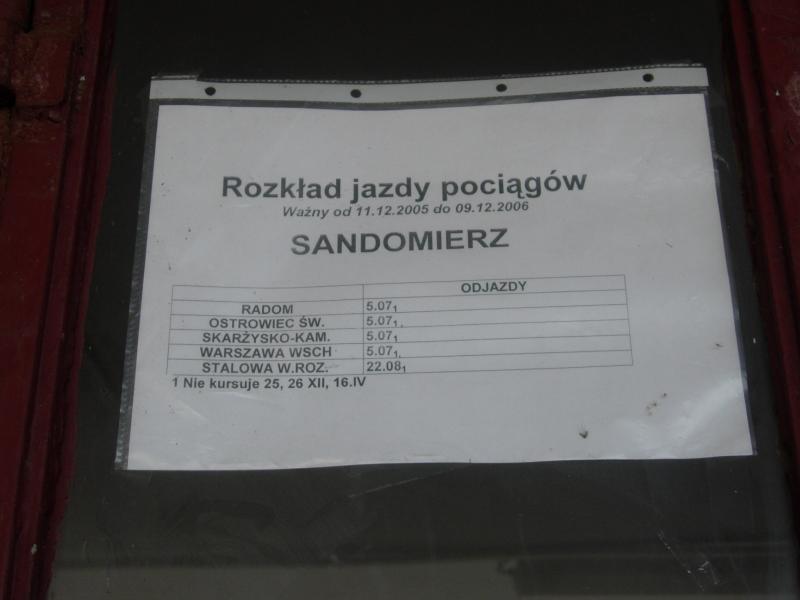 Rozkład jazdy pociągów
Ważny od 11.12.2005 do 09.12.2006
SANDOMIERZ
ODJAZDY
RADOM 5.07₁
OSTROWIEC ŚW. 5.07₁
SKARŻYSKO-KAM. 5.07₁
WARSZAWA WSCH 5.07₁
STALOWA W.ROZ. 22.08₁
1 Nie kursuje 25, 26 XII, 16.IV